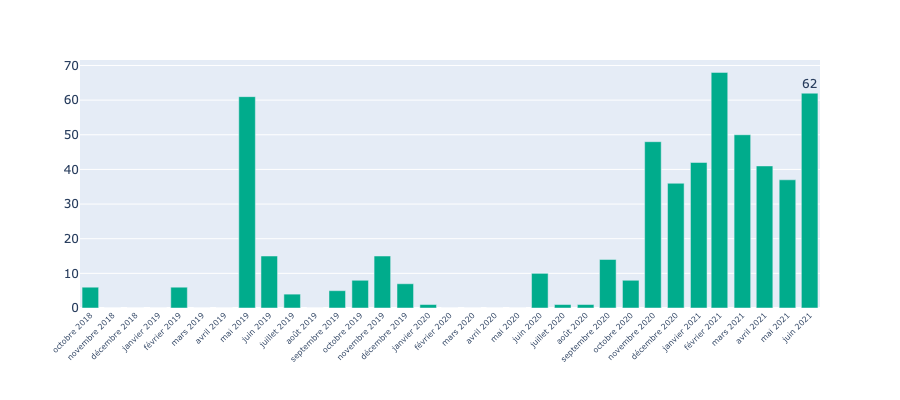 70
60
50
40
30
20
10
0
62
octobre 2018
novembre 2018
décembre 2018
janvier 2019
février 2019
mars 2019
avril 2019
mai 2019
juin 2019
juillet 2019
août 2019
septembre 2019
octobre 2019
novembre 2019
décembre 2019
janvier 2020
février 2020
mars 2020
avril 2020
mai 2020
juin 2020
juillet 2020
août 2020
septembre 2020
octobre 2020
novembre 2020
décembre 2020
janvier 2021
février 2021
mars 2021
avril 2021
mai 2021
juin 2021